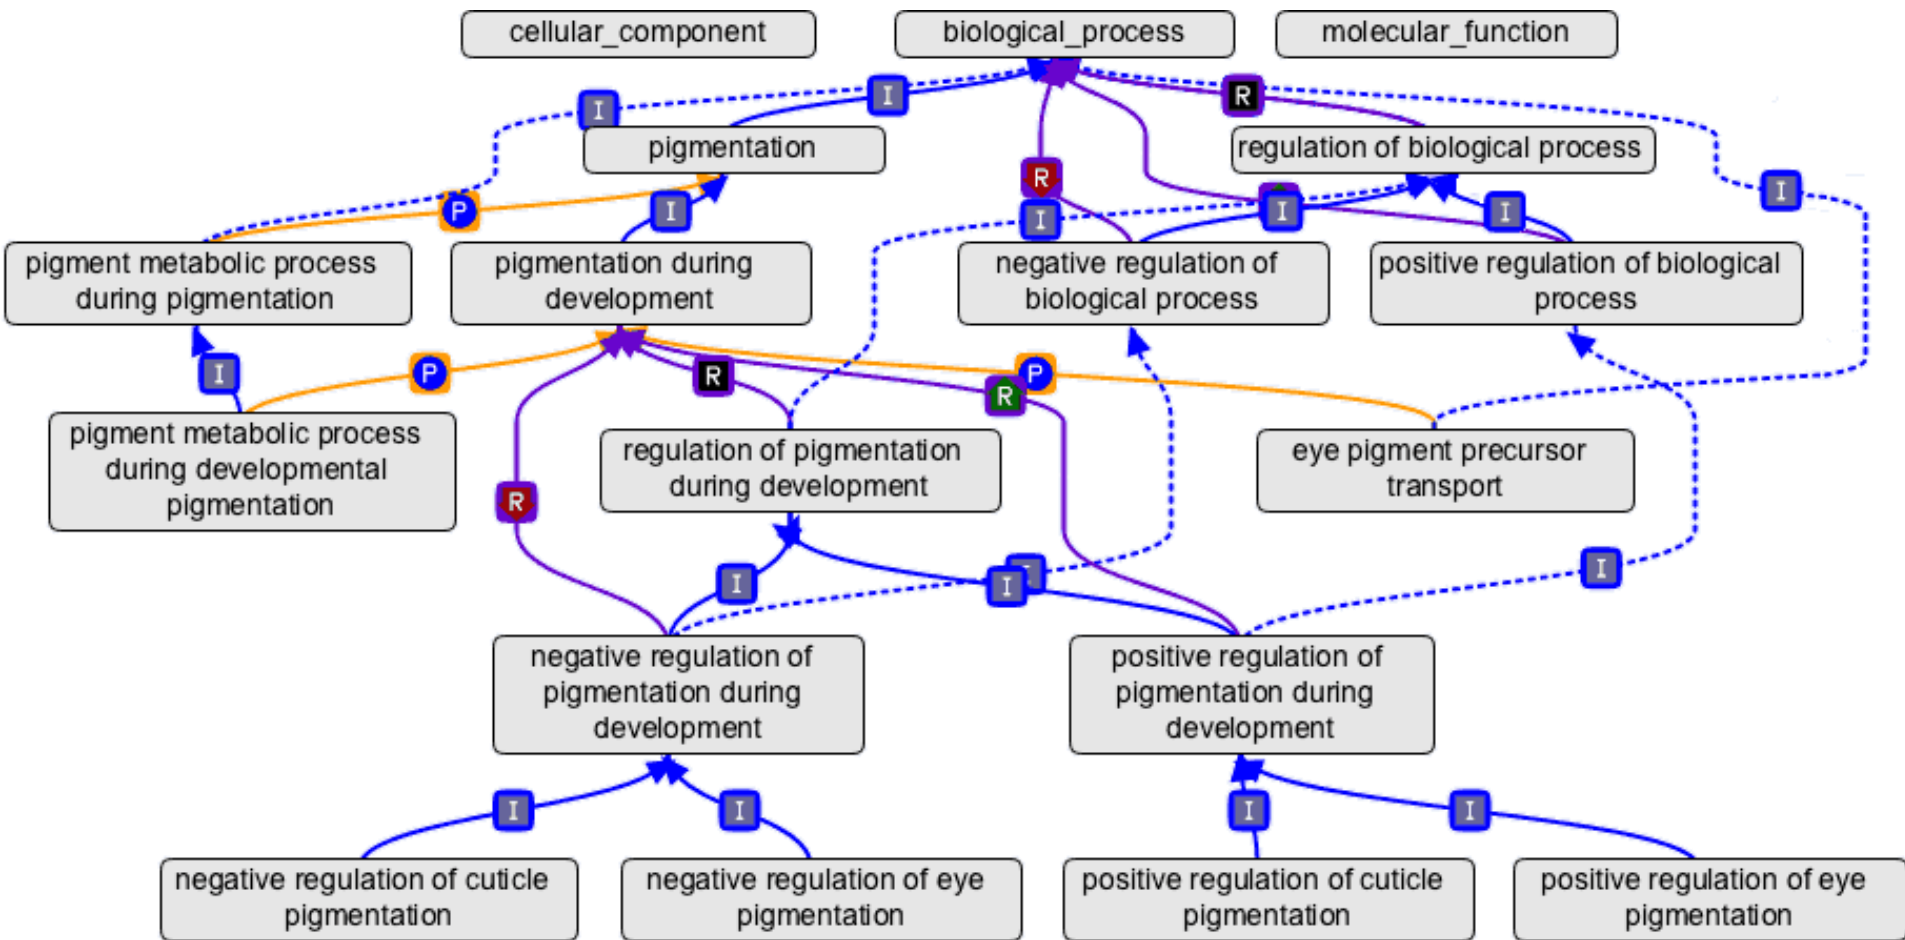 cellular_component
biological_process
molecular_function
I
I
R
pigmentation
regulation of biological process
R
I
P
I
I
I
I
pigment metabolic process
during pigmentation
pigmentation during
development
negative regulation of
biological process
positive regulation of biological
process
I
P
R
P
R
pigment metabolic process
during developmental
pigmentation
regulation of pigmentation
during development
eye pigment precursor
transport
R
I
I
I
negative regulation of
pigmentation during
development
positive regulation of
pigmentation during
development
I
I
I
I
negative regulation of cuticle
pigmentation
negative regulation of eye
pigmentation
positive regulation of cuticle
pigmentation
positive regulation of eye
pigmentation